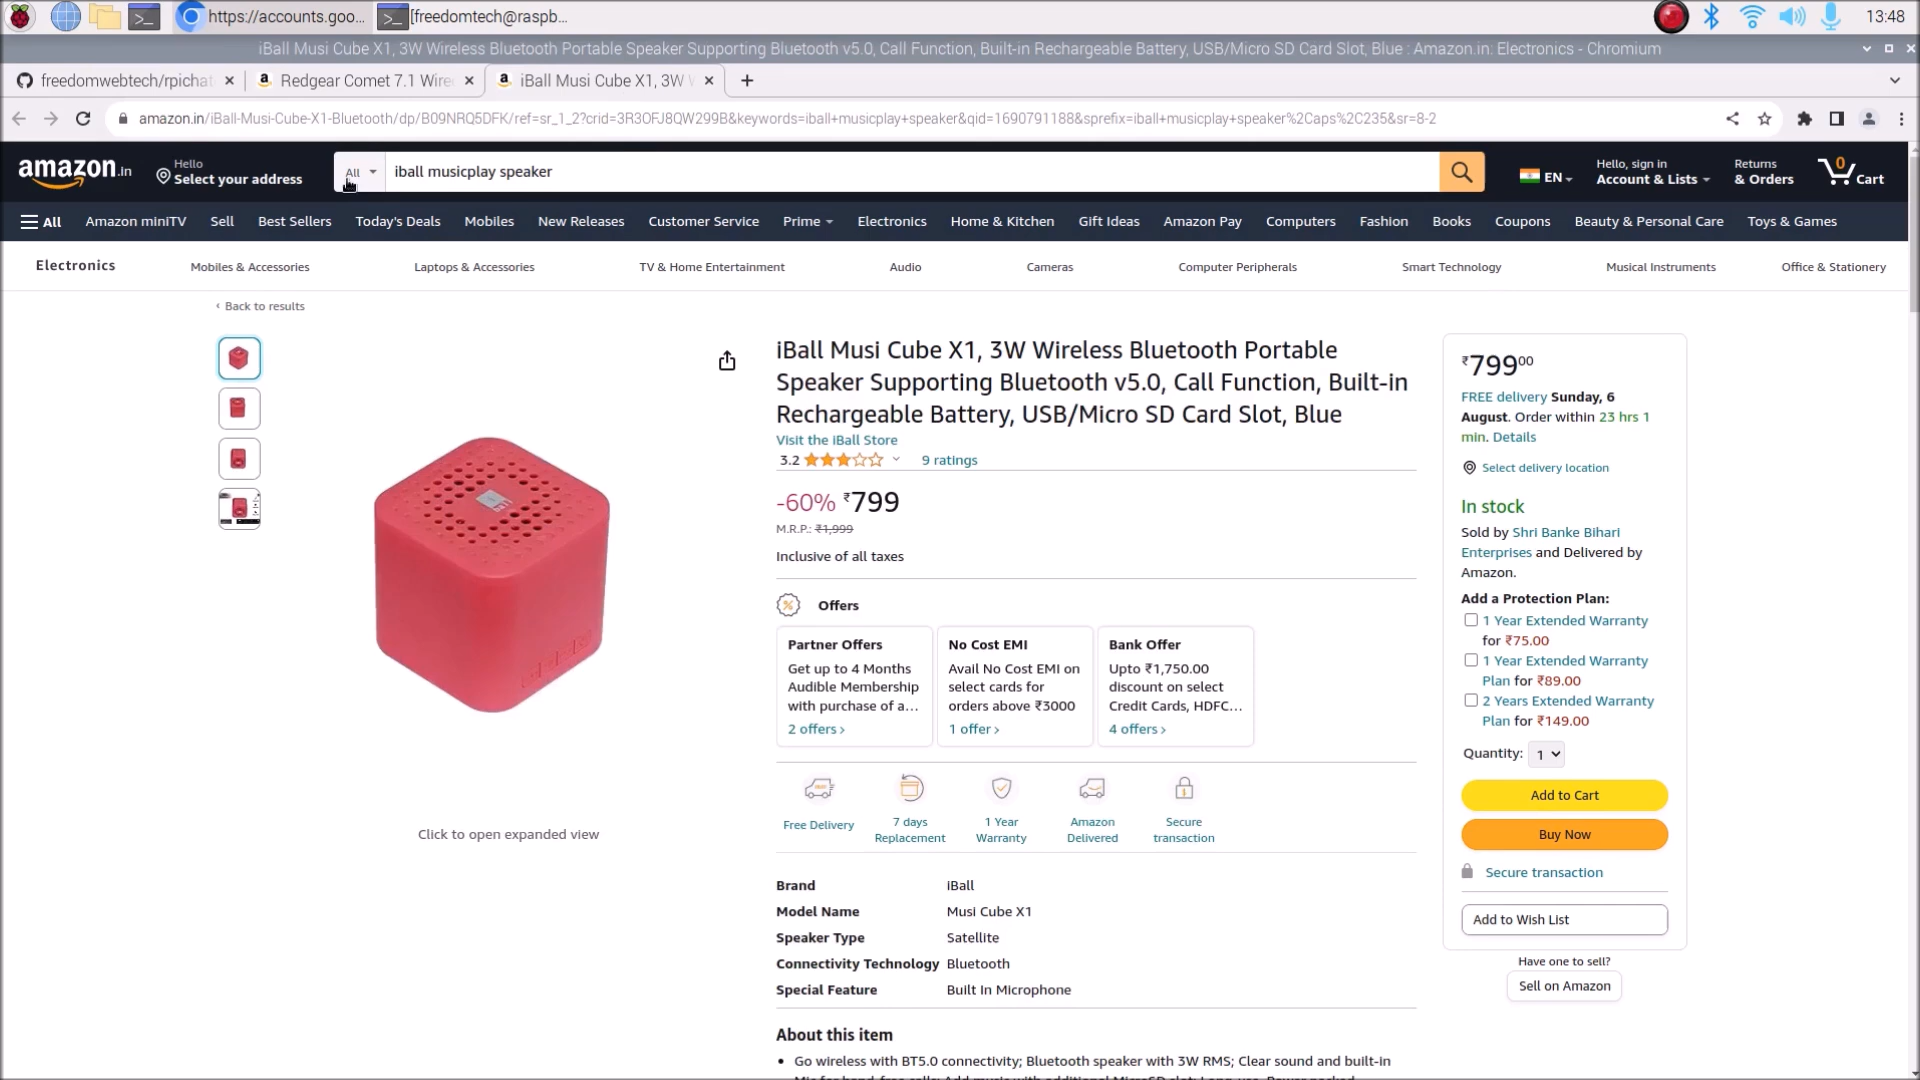 https://accounts.goo...
[freedomtech@raspb...
13:48
iBall Musi Cube X1, 3W Wireless Bluetooth Portable Speaker Supporting Bluetooth v5.0, Call Function, Built-in Rechargeable Battery, USB/Micro SD Card Slot, Blue : Amazon.in: Electronics - Chromium
freedomwebtech/rpichat
Redgear Comet 7.1 Wire
iBall Musi Cube X1, 3W W
amazon.in/iBall-Musi-Cube-X1-Bluetooth/dp/B09NRQ5DFK/ref=sr_1_2?crid=3R3OFJ8QW299B&keywords=iball+musicplay+speaker&qid=1690791188&sprefix=iball+musicplay+speaker%2Caps%2C235&sr=8-2
amazon.in
Hello
Select your address
All
iball musicplay speaker
EN
Hello, sign in
Account & Lists
Returns
& Orders
0
Cart
All
Amazon miniTV
Sell
Best Sellers
Today's Deals
Mobiles
New Releases
Customer Service
Prime
Electronics
Home & Kitchen
Gift Ideas
Amazon Pay
Computers
Fashion
Books
Coupons
Beauty & Personal Care
Toys & Games
Electronics
Mobiles & Accessories
Laptops & Accessories
TV & Home Entertainment
Audio
Cameras
Computer Peripherals
Smart Technology
Musical Instruments
Office & Stationery
‹ Back to results
Click to open expanded view
iBall Musi Cube X1, 3W Wireless Bluetooth Portable
Speaker Supporting Bluetooth v5.0, Call Function, Built-in
Rechargeable Battery, USB/Micro SD Card Slot, Blue
Visit the iBall Store
3.2
9 ratings
-60% ₹799
M.R.P.: ₹1,999
Inclusive of all taxes
Offers
Partner Offers
Get up to 4 Months
Audible Membership
with purchase of a...
2 offers ›
No Cost EMI
Avail No Cost EMI on
select cards for
orders above ₹3000
1 offer ›
Bank Offer
Upto ₹1,750.00
discount on select
Credit Cards, HDFC...
4 offers ›
Free Delivery
7 days
Replacement
1 Year
Warranty
Amazon
Delivered
Secure
transaction
Brand iBall
Model Name Musi Cube X1
Speaker Type Satellite
Connectivity Technology Bluetooth
Special Feature Built In Microphone
About this item
• Go wireless with BT5.0 connectivity; Bluetooth speaker with 3W RMS; Clear sound and built-in
₹79900
FREE delivery Sunday, 6
August. Order within 23 hrs 1
min. Details
Select delivery location
In stock
Sold by Shri Banke Bihari
Enterprises and Delivered by
Amazon.
Add a Protection Plan:
1 Year Extended Warranty
for ₹75.00
1 Year Extended Warranty
Plan for ₹89.00
2 Years Extended Warranty
Plan for ₹149.00
Quantity: 1
Add to Cart
Buy Now
Secure transaction
Add to Wish List
Have one to sell?
Sell on Amazon